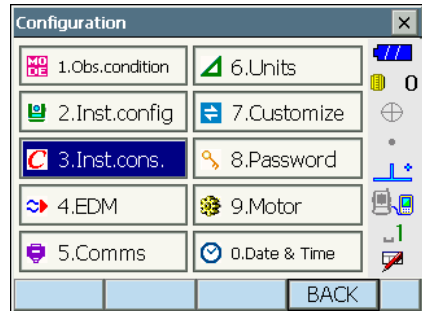 Configuration
MODE 1.Obs.condition
2.Inst.config
C 3.Inst.cons.
4.EDM
5.Comms
6.Units
7.Customize
8.Password
9.Motor
0.Date & Time
0
1
BACK